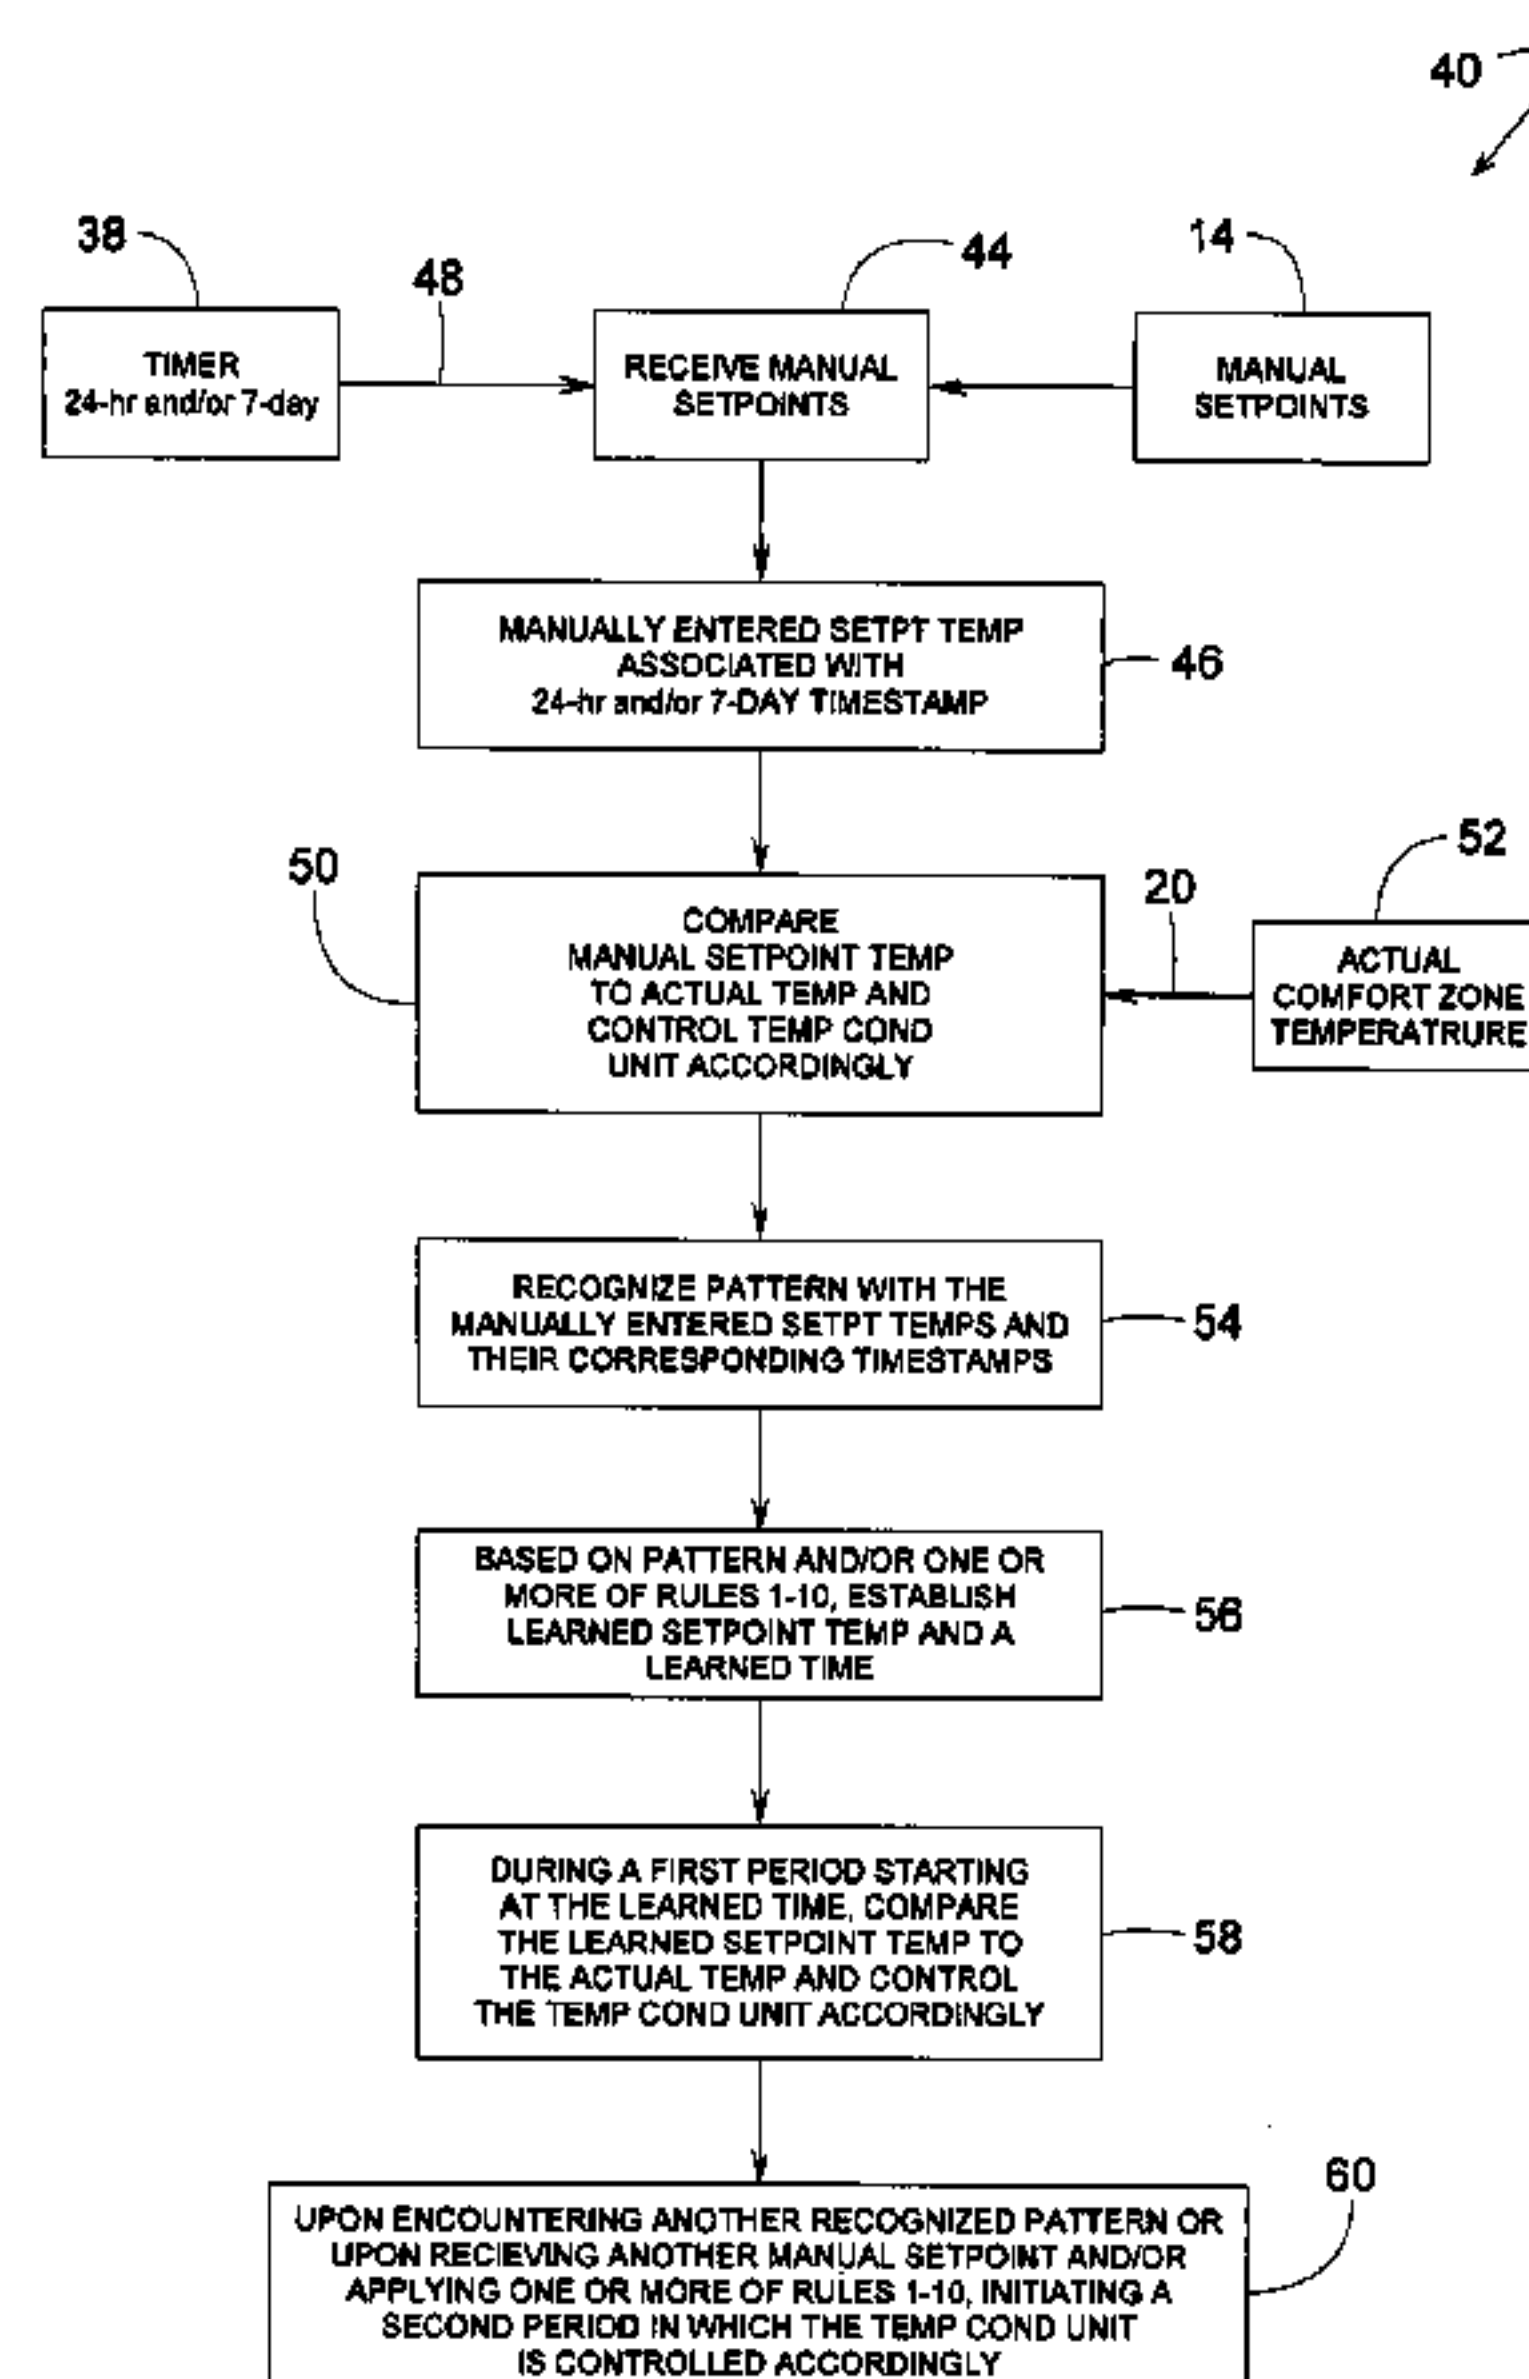 40
38
48
44
14
TIMER
24-hr and/or 7-day
RECEIVE MANUAL
SETPOINTS
MANUAL
SETPOINTS
MANUALLY ENTERED SETPT TEMP
ASSOCIATED WITH
24-hr and/or 7-DAY TIMESTAMP
46
50
COMPARE
MANUAL SETPOINT TEMP
TO ACTUAL TEMP AND
CONTROL TEMP COND
UNIT ACCORDINGLY
20
52
ACTUAL
COMFORT ZONE
TEMPERATRURE
RECOGNIZE PATTERN WITH THE
MANUALLY ENTERED SETPT TEMPS AND
THEIR CORRESPONDING TIMESTAMPS
54
BASED ON PATTERN AND/OR ONE OR
MORE OF RULES 1-10, ESTABLISH
LEARNED SETPOINT TEMP AND A
LEARNED TIME
56
DURING A FIRST PERIOD STARTING
AT THE LEARNED TIME, COMPARE
THE LEARNED SETPOINT TEMP TO
THE ACTUAL TEMP AND CONTROL
THE TEMP COND UNIT ACCORDINGLY
58
60
UPON ENCOUNTERING ANOTHER RECOGNIZED PATTERN OR
UPON RECIEVING ANOTHER MANUAL SETPOINT AND/OR
APPLYING ONE OR MORE OF RULES 1-10, INITIATING A
SECOND PERIOD IN WHICH THE TEMP COND UNIT
IS CONTROLLED ACCORDINGLY